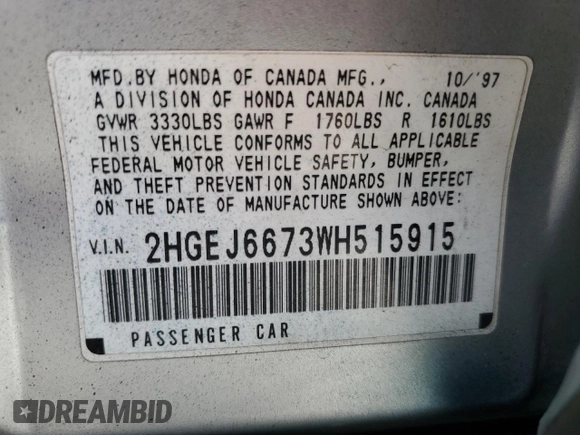 MFD.BY HONDA OF CANADA MFG., 10/'97
A DIVISION OF HONDA CANADA INC. CANADA
GVWR 3330LBS GAWR F 1760LBS R 1610LBS
THIS VEHICLE CONFORMS TO ALL APPLICABLE
FEDERAL MOTOR VEHICLE SAFETY, BUMPER,
AND THEFT PREVENTION STANDARDS IN EFFECT
ON THE DATE OF MANUFACTURE SHOWN ABOVE:
V.I.N. 2HGEJ6673WH515915
PASSENGER CAR
DREAMBID